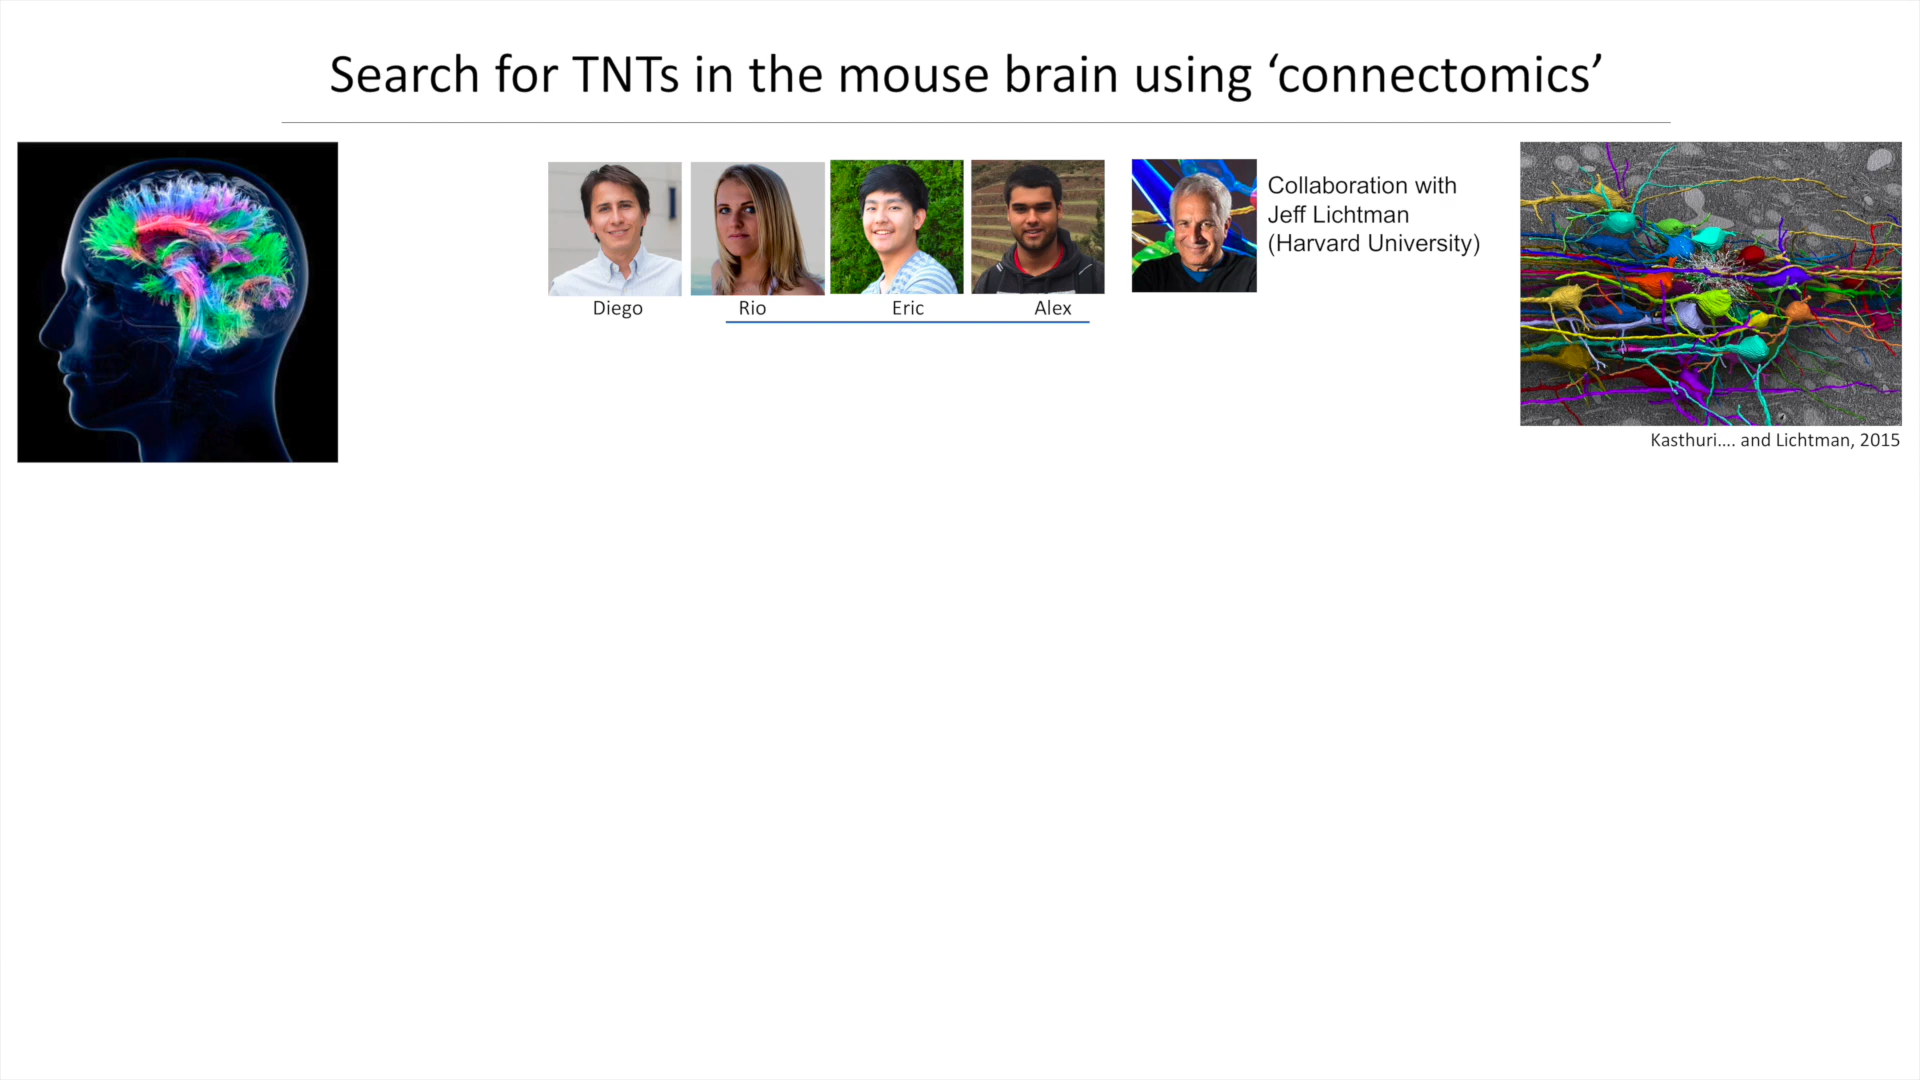 Search for TNTs in the mouse brain using ‘connectomics’
Collaboration with
Jeff Lichtman
(Harvard University)
Diego
Rio
Eric
Alex
Kasthuri.... and Lichtman, 2015